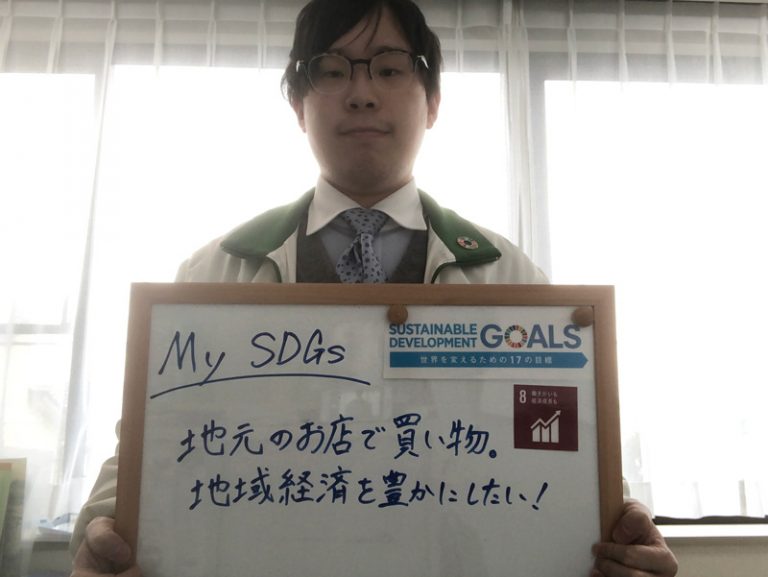 My SDGs
SUSTAINABLE
DEVELOPMENT
GOALS
世界を変えるための17の目標
8 働きがいも
経済成長も
地元のお店で買い物。
地域経済を豊かにしたい！